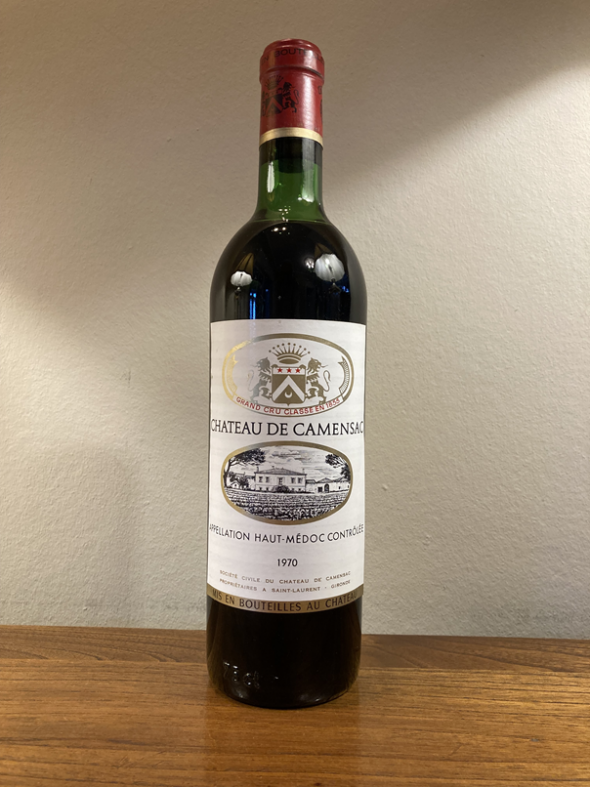 GRAND CRU CLASSÉ EN 1855
CHATEAU DE CAMENSAC
APPELLATION HAUT-MÉDOC CONTRÔLÉE
1970
SOCIÉTÉ CIVILE DU CHATEAU DE CAMENSAC
PROPRIÉTAIRES A SAINT-LAURENT - GIRONDE
MIS EN BOUTEILLES AU CHATEAU